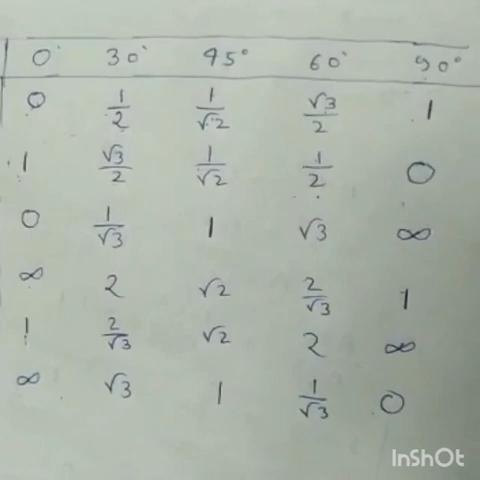 0° 30° 45° 60° 90°
0 1/2 1/√2 √3/2 1
1 √3/2 1/√2 1/2 0
0 1/√3 1 √3 ∞
∞ 2 √2 2/√3 1
1 2/√3 √2 2 ∞
∞ √3 1 1/√3 0
InShOt